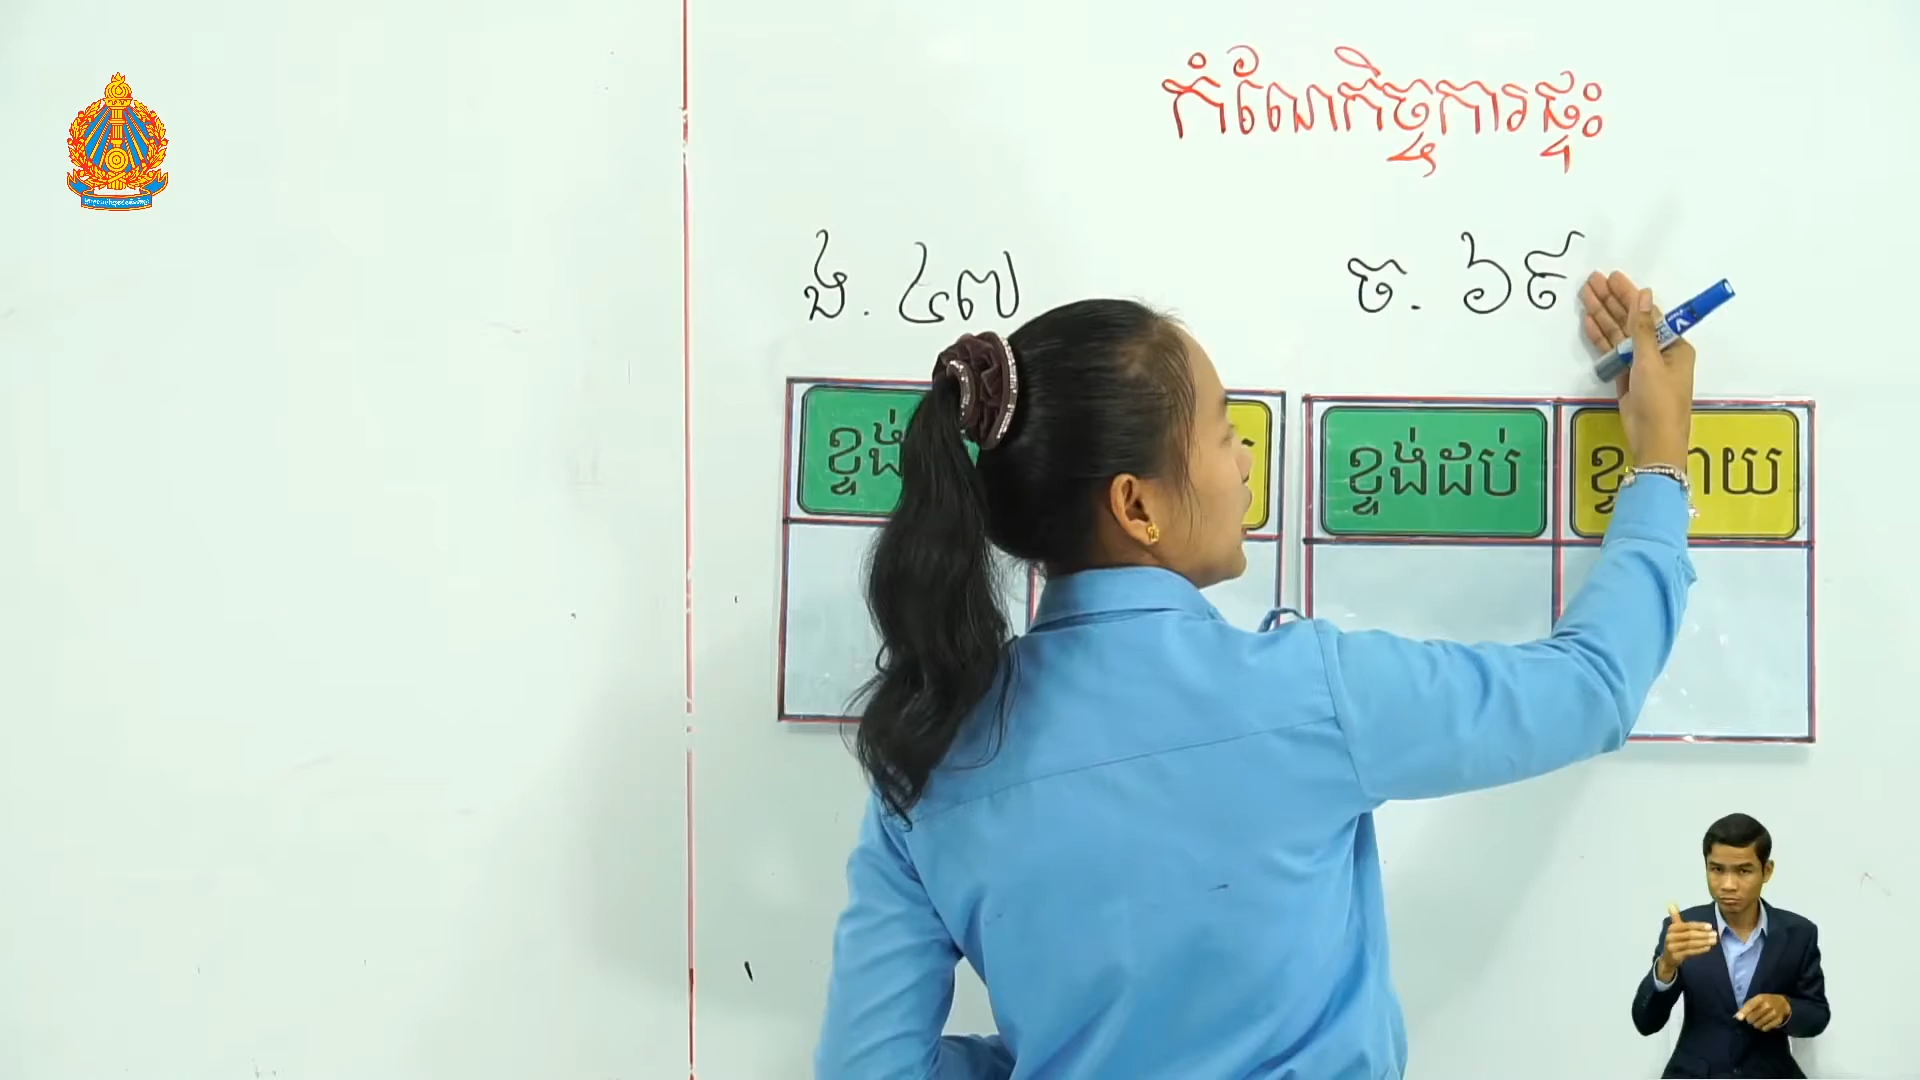 កំណែកិច្ចការផ្ទះ
ង. ៤៧
ច. ៦៩
ខ្ទង់ដប់